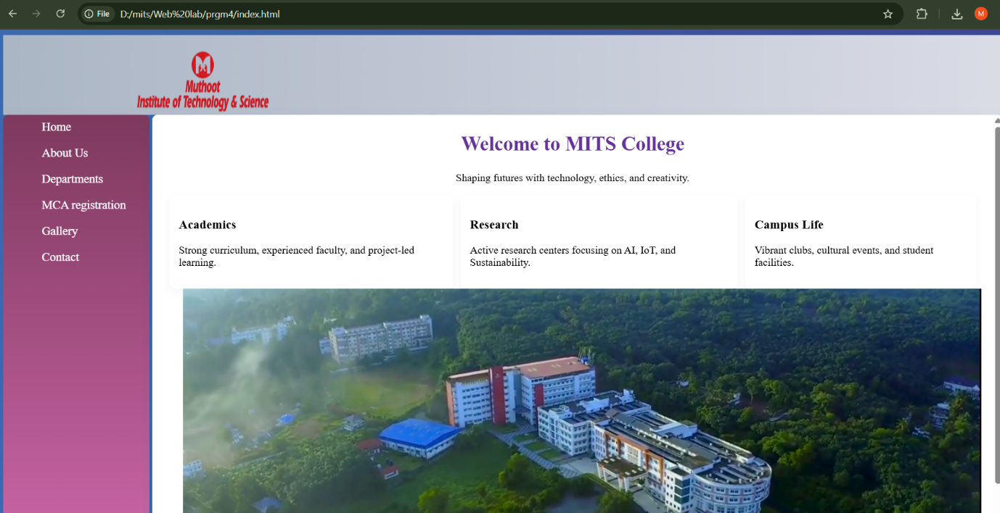 File D:/mits/Web%20lab/prgm4/index.html
M
M
Muthoot
Institute of Technology & Science
Home
About Us
Departments
MCA registration
Gallery
Contact
Welcome to MITS College
Shaping futures with technology, ethics, and creativity.
Academics
Strong curriculum, experienced faculty, and project-led
learning.
Research
Active research centers focusing on AI, IoT, and
Sustainability.
Campus Life
Vibrant clubs, cultural events, and student
facilities.